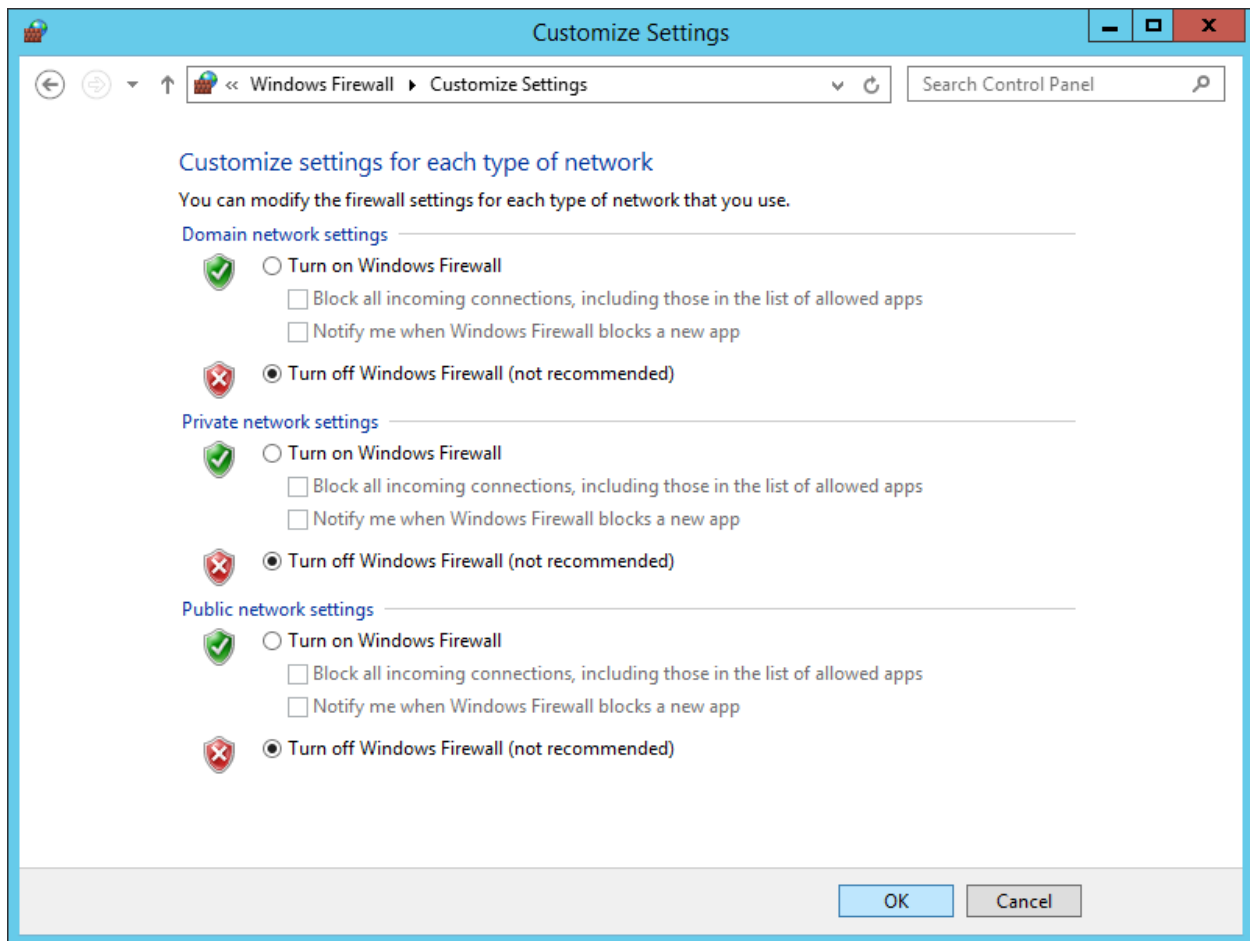 Customize Settings
« Windows Firewall Customize Settings Search Control Panel
Customize settings for each type of network
You can modify the firewall settings for each type of network that you use.
Domain network settings
Turn on Windows Firewall
Block all incoming connections, including those in the list of allowed apps
Notify me when Windows Firewall blocks a new app
Turn off Windows Firewall (not recommended)
Private network settings
Turn on Windows Firewall
Block all incoming connections, including those in the list of allowed apps
Notify me when Windows Firewall blocks a new app
Turn off Windows Firewall (not recommended)
Public network settings
Turn on Windows Firewall
Block all incoming connections, including those in the list of allowed apps
Notify me when Windows Firewall blocks a new app
Turn off Windows Firewall (not recommended)
OK Cancel